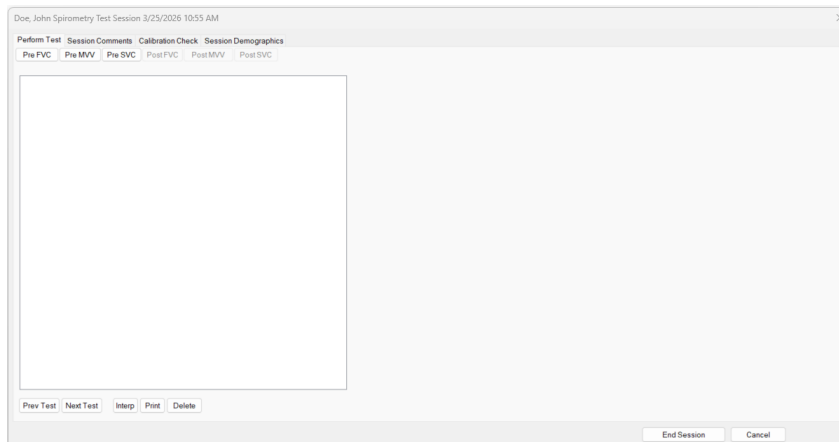 Doe, John Spirometry Test Session 3/25/2026 10:55 AM
Perform Test Session Comments Calibration Check Session Demographics
Pre FVC Pre MVV Pre SVC Post FVC Post MVV Post SVC
Prev Test Next Test Interp Print Delete
End Session Cancel